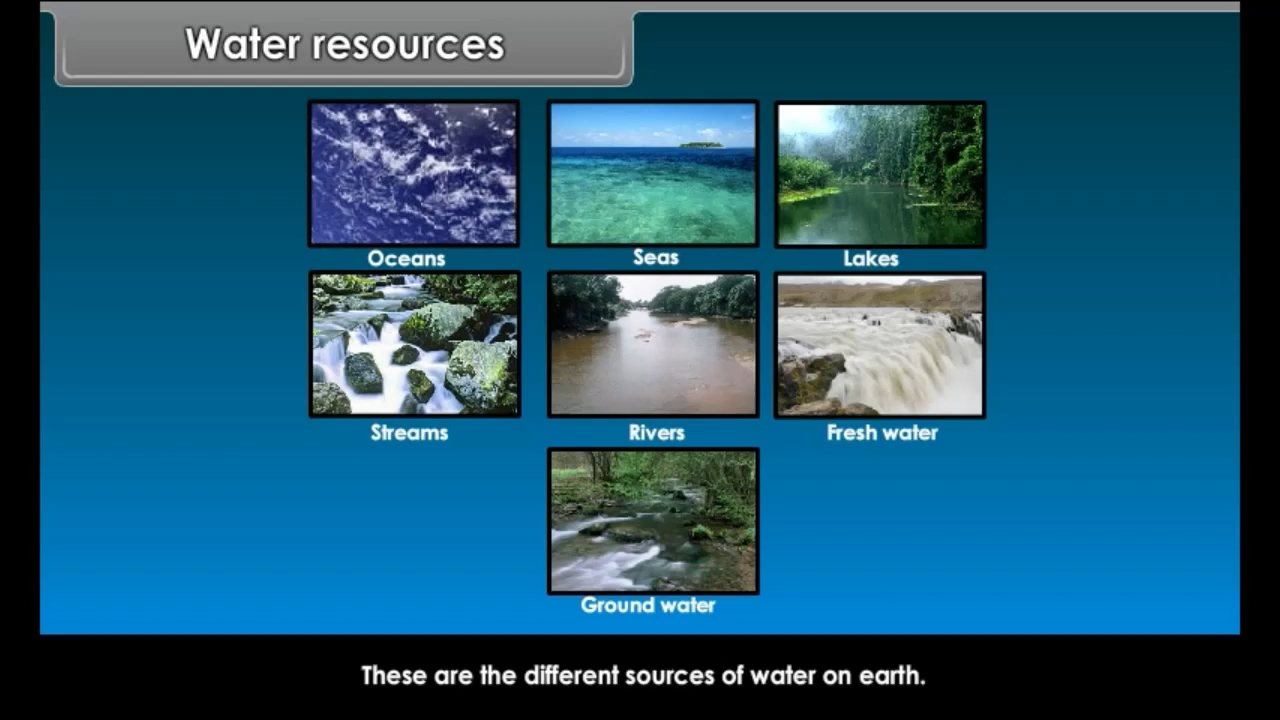 Water resources
Oceans
Seas
Lakes
Streams
Rivers
Fresh water
Ground water
These are the different sources of water on earth.